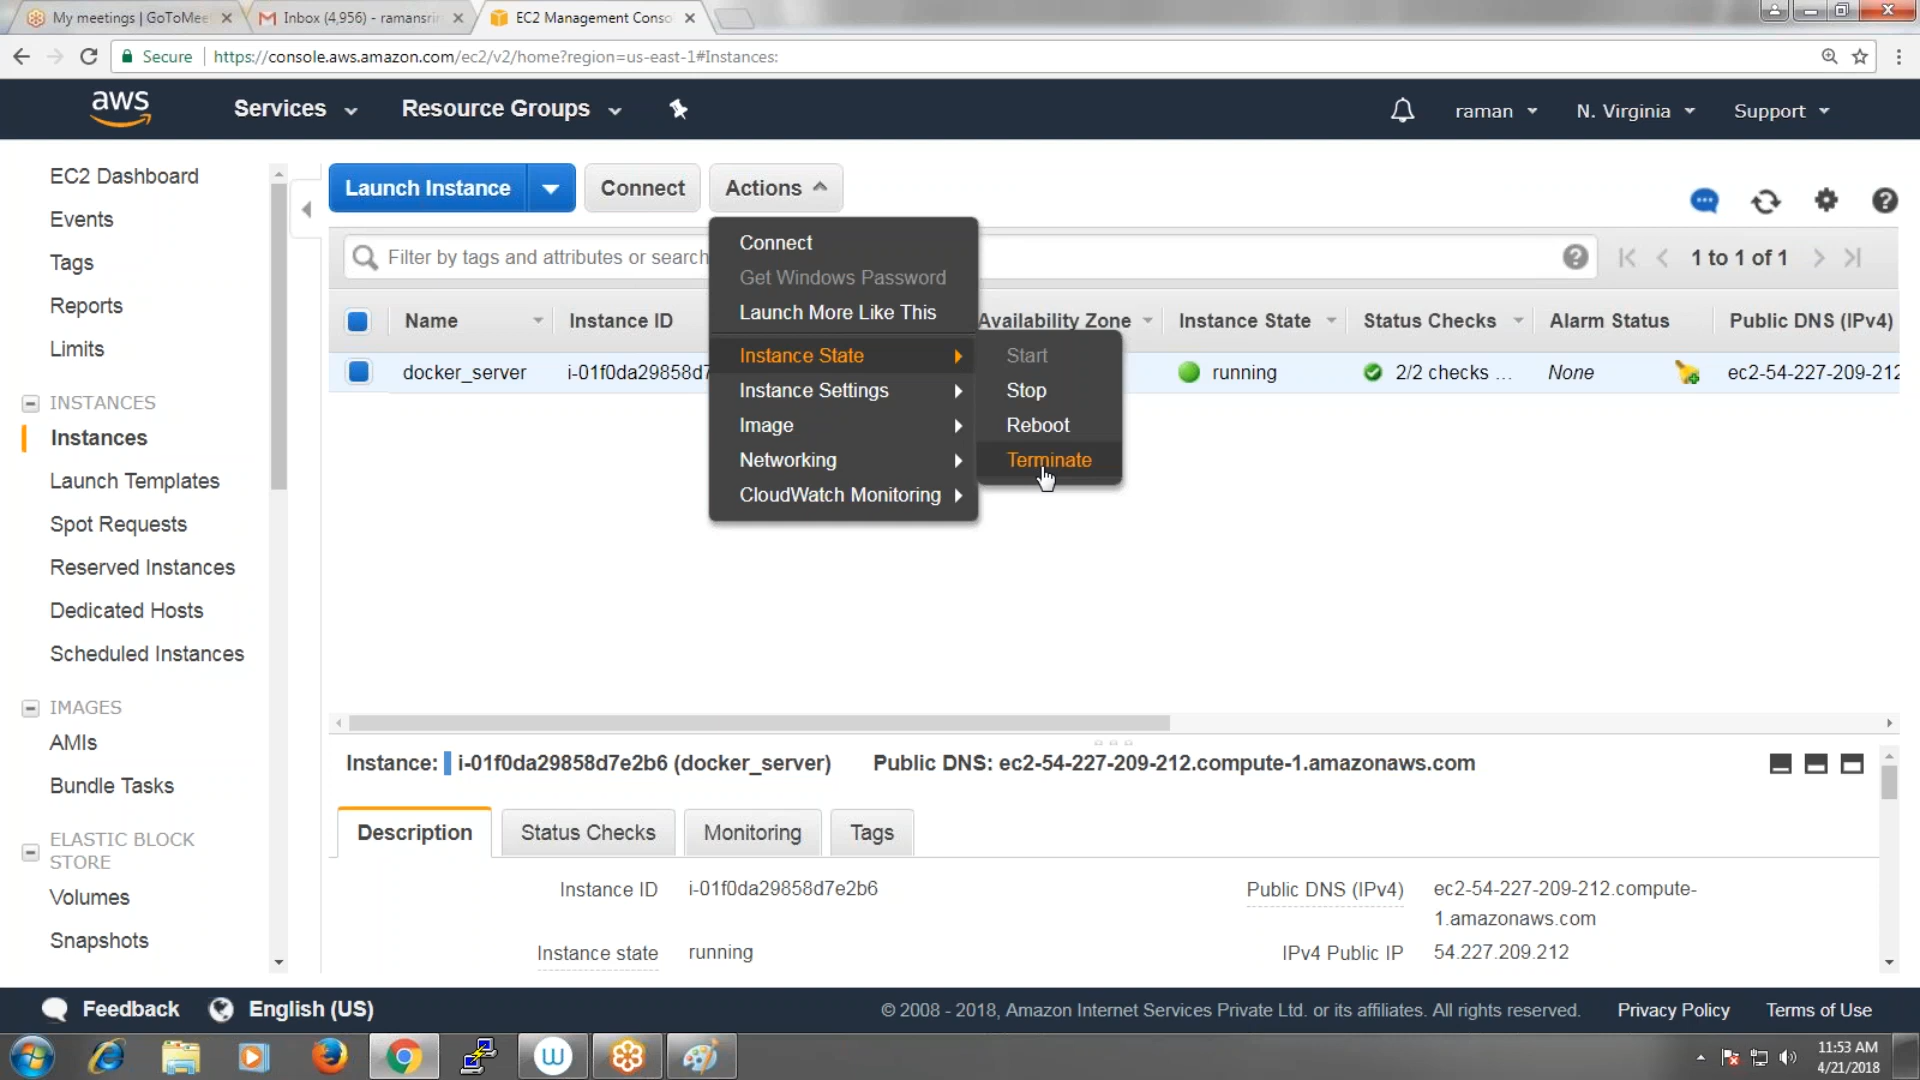 My meetings | GoToMee
Inbox (4,956) - ramansri
EC2 Management Conso
Secure
https://console.aws.amazon.com/ec2/v2/home?region=us-east-1#Instances:
aws
Services
Resource Groups
raman
N. Virginia
Support
EC2 Dashboard
Events
Tags
Reports
Limits
INSTANCES
Instances
Launch Templates
Spot Requests
Reserved Instances
Dedicated Hosts
Scheduled Instances
IMAGES
AMIs
Bundle Tasks
ELASTIC BLOCK
STORE
Volumes
Snapshots
Launch Instance
Connect
Actions
Filter by tags and attributes or search
1 to 1 of 1
Connect
Get Windows Password
Launch More Like This
Instance State
Instance Settings
Image
Networking
CloudWatch Monitoring
Start
Stop
Reboot
Terminate
Name
Instance ID
Availability Zone
Instance State
Status Checks
Alarm Status
Public DNS (IPv4)
docker_server
i-01f0da29858d7
running
2/2 checks ...
None
ec2-54-227-209-212
Instance: i-01f0da29858d7e2b6 (docker_server)
Public DNS: ec2-54-227-209-212.compute-1.amazonaws.com
Description
Status Checks
Monitoring
Tags
Instance ID
i-01f0da29858d7e2b6
Public DNS (IPv4)
ec2-54-227-209-212.compute-
1.amazonaws.com
Instance state
running
IPv4 Public IP
54.227.209.212
Feedback
English (US)
© 2008 - 2018, Amazon Internet Services Private Ltd. or its affiliates. All rights reserved.
Privacy Policy
Terms of Use
11:53 AM
4/21/2018